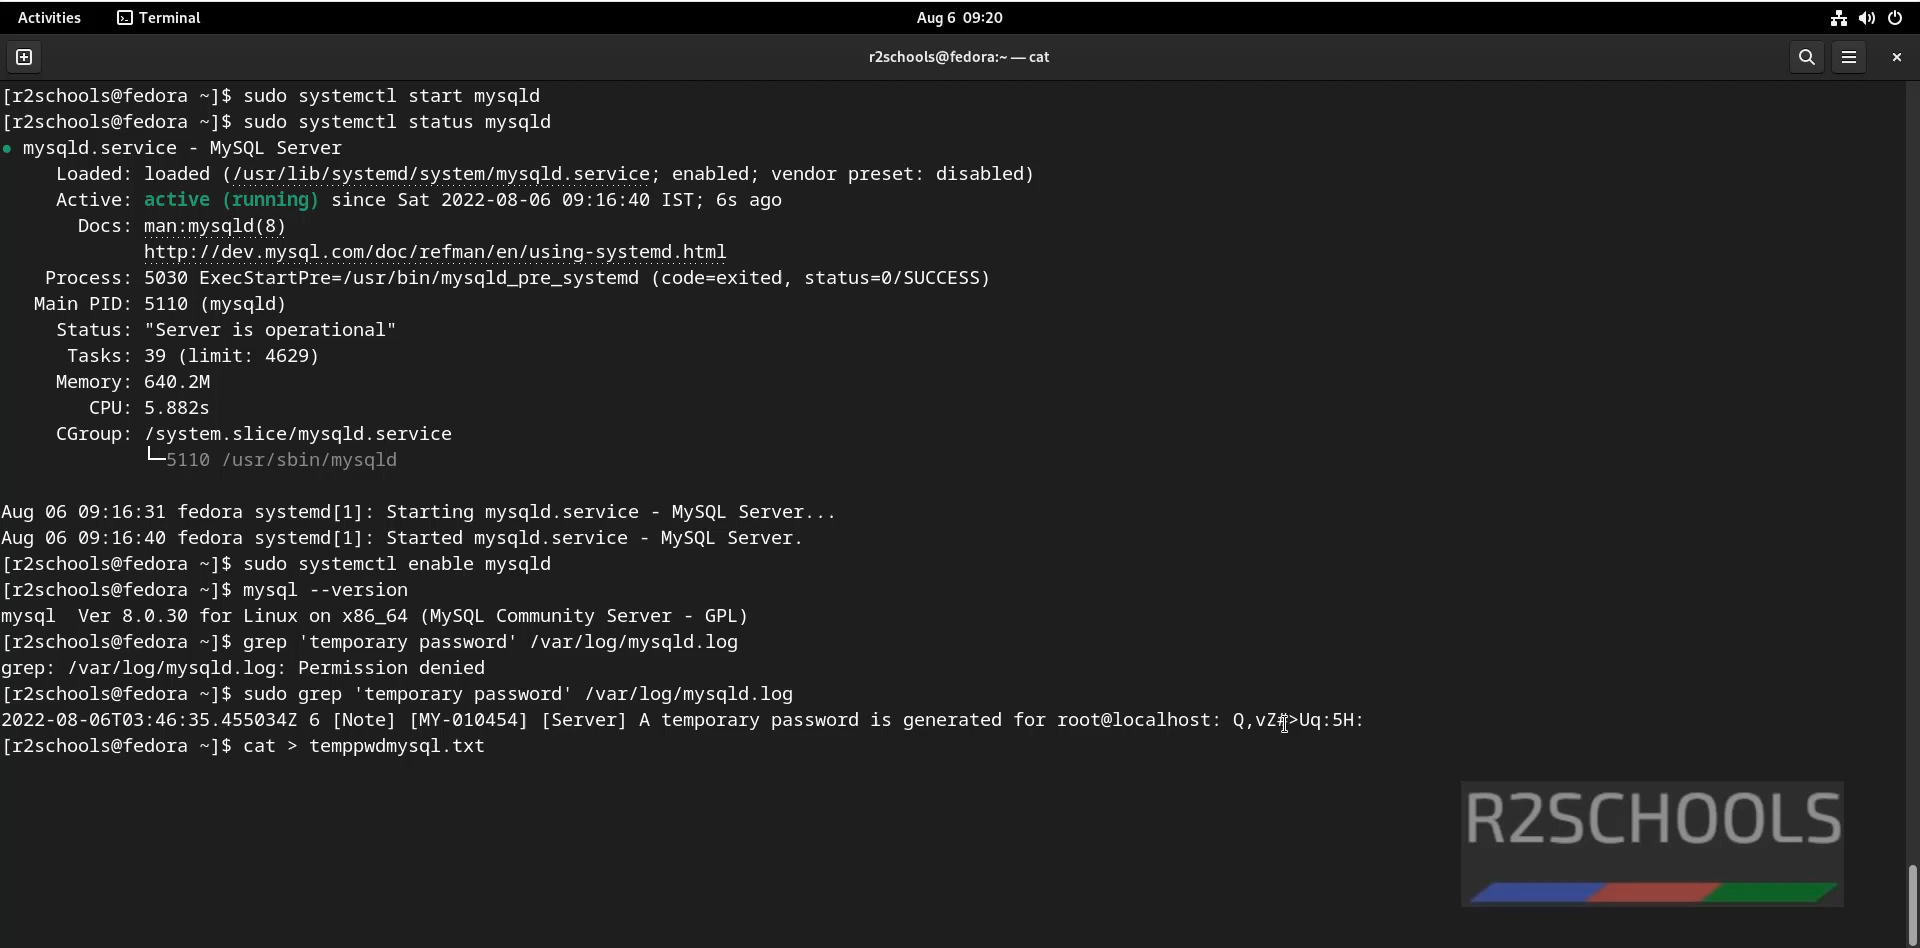 Activities Terminal Aug 6 09:20
r2schools@fedora:~ — cat
[r2schools@fedora ~]$ sudo systemctl start mysqld
[r2schools@fedora ~]$ sudo systemctl status mysqld
● mysqld.service - MySQL Server
Loaded: loaded (/usr/lib/systemd/system/mysqld.service; enabled; vendor preset: disabled)
Active: active (running) since Sat 2022-08-06 09:16:40 IST; 6s ago
Docs: man:mysqld(8)
http://dev.mysql.com/doc/refman/en/using-systemd.html
Process: 5030 ExecStartPre=/usr/bin/mysqld_pre_systemd (code=exited, status=0/SUCCESS)
Main PID: 5110 (mysqld)
Status: "Server is operational"
Tasks: 39 (limit: 4629)
Memory: 640.2M
CPU: 5.882s
CGroup: /system.slice/mysqld.service
└─5110 /usr/sbin/mysqld
Aug 06 09:16:31 fedora systemd[1]: Starting mysqld.service - MySQL Server...
Aug 06 09:16:40 fedora systemd[1]: Started mysqld.service - MySQL Server.
[r2schools@fedora ~]$ sudo systemctl enable mysqld
[r2schools@fedora ~]$ mysql --version
mysql  Ver 8.0.30 for Linux on x86_64 (MySQL Community Server - GPL)
[r2schools@fedora ~]$ grep 'temporary password' /var/log/mysqld.log
grep: /var/log/mysqld.log: Permission denied
[r2schools@fedora ~]$ sudo grep 'temporary password' /var/log/mysqld.log
2022-08-06T03:46:35.455034Z 6 [Note] [MY-010454] [Server] A temporary password is generated for root@localhost:
[r2schools@fedora ~]$ cat > temppwdmysql.txt
R2SCHOOLS